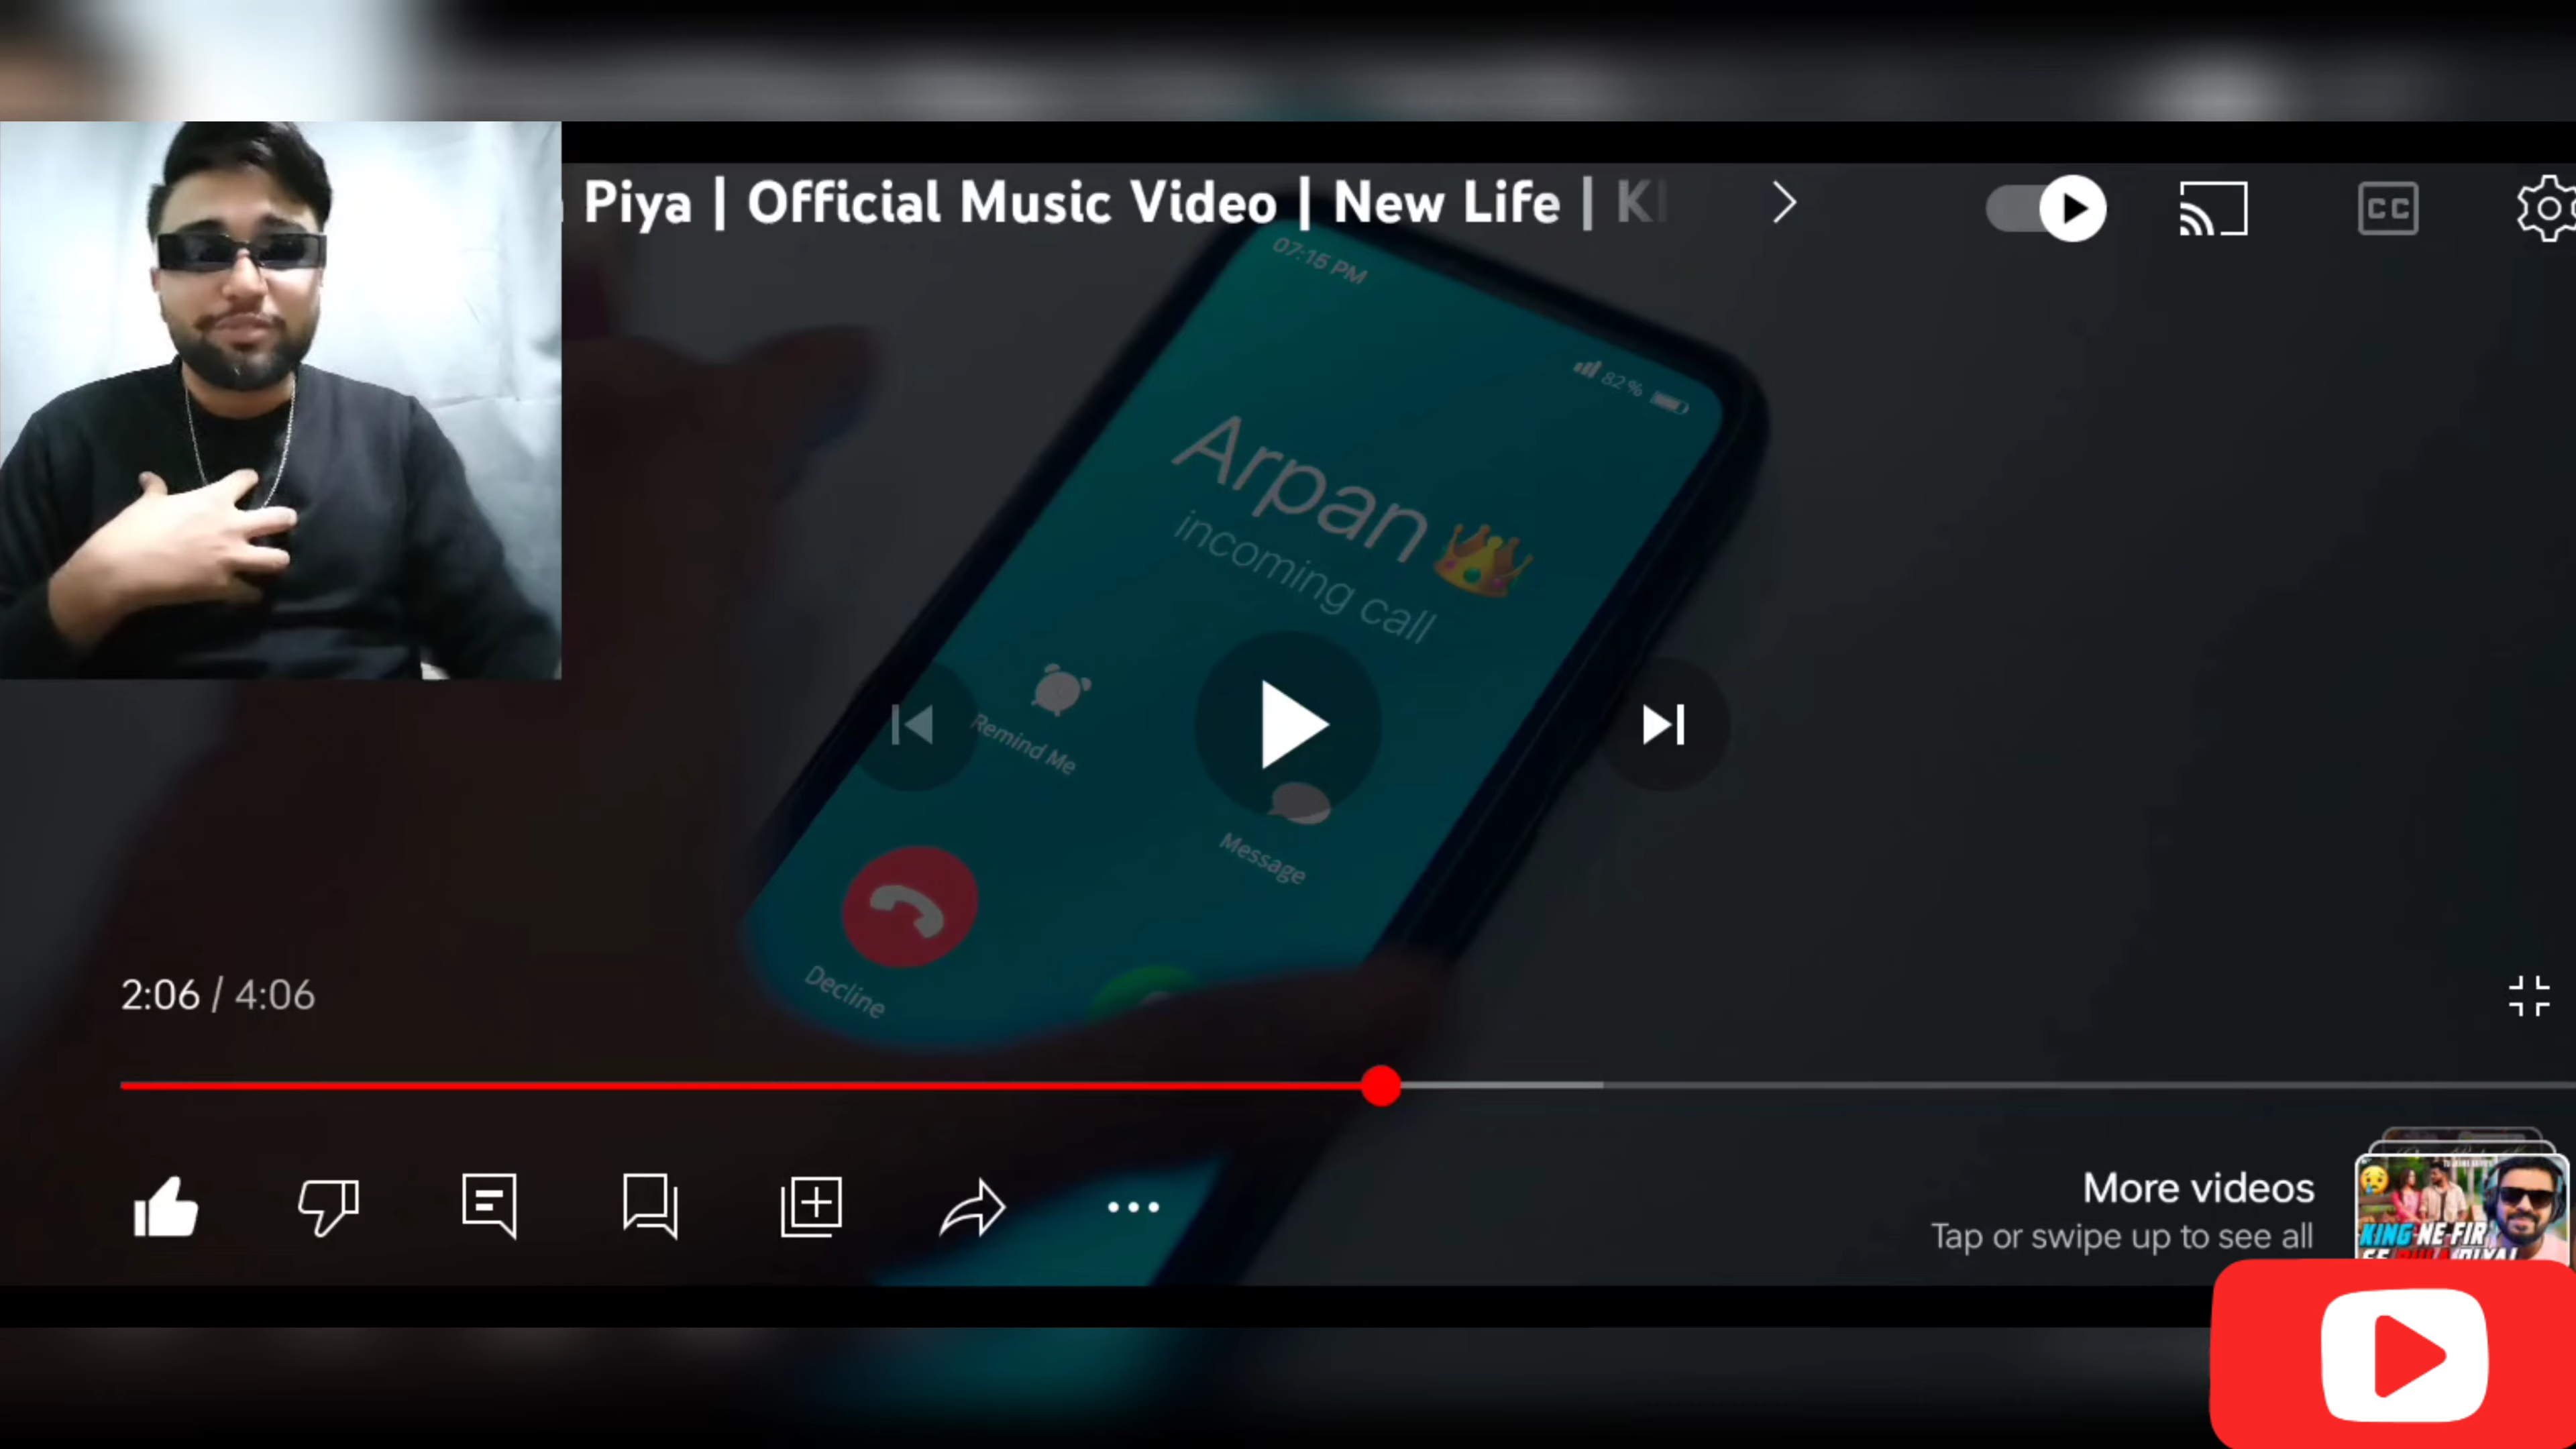 Piya | Official Music Video | New Life |
CC
07:15 PM
82%
Arpan
incoming call
Remind Me
Message
Decline
2:06 / 4:06
More videos
Tap or swipe up to see all
KING NE FIR